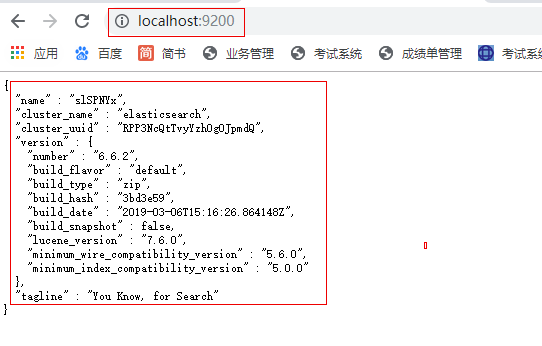 localhost:9200
应用 百度 简 简书 业务管理 考试系统 成绩单管理 考试系统
{
"name" : "slSPNYx",
"cluster_name" : "elasticsearch",
"cluster_uuid" : "RPP3NcQtTvyYzhOgOJpmdQ",
"version" : {
"number" : "6.6.2",
"build_flavor" : "default",
"build_type" : "zip",
"build_hash" : "3bd3e59",
"build_date" : "2019-03-06T15:16:26.864148Z",
"build_snapshot" : false,
"lucene_version" : "7.6.0",
"minimum_wire_compatibility_version" : "5.6.0",
"minimum_index_compatibility_version" : "5.0.0"
},
"tagline" : "You Know, for Search"
}